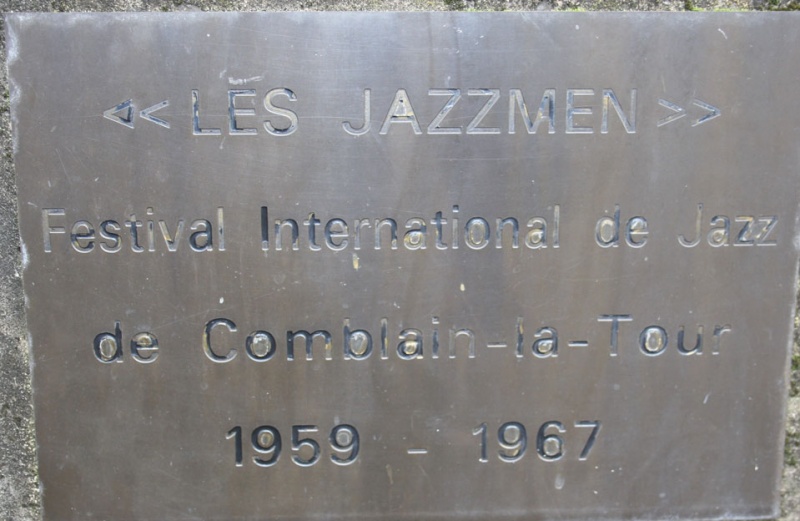 << LES JAZZMEN >>
Festival International de Jazz
de Comblain-la-Tour
1959 - 1967